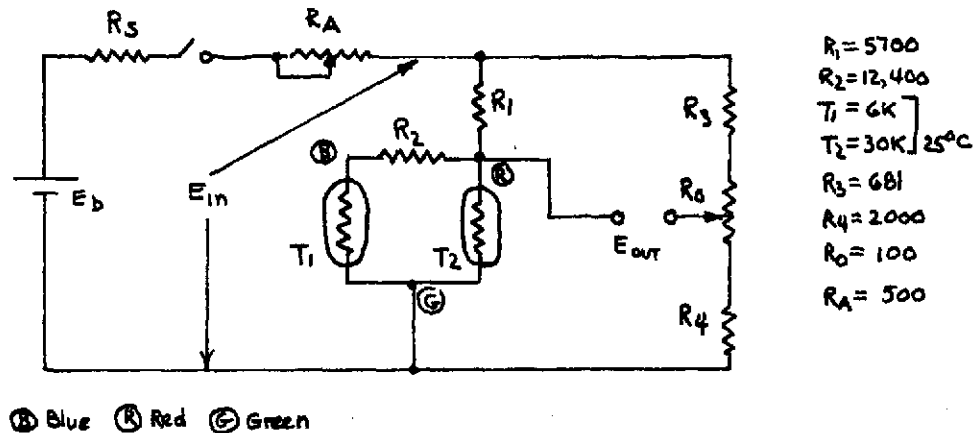 RS
RA
R1
R2
R3
B
R
Eb
Ein
T1
T2
R0
EOUT
G
R4
R1 = 5700
R2 = 12,400
T1 = 6K
T2 = 30K ] 25°C
R3 = 681
R4 = 2000
R0 = 100
RA = 500
B Blue R Red G Green